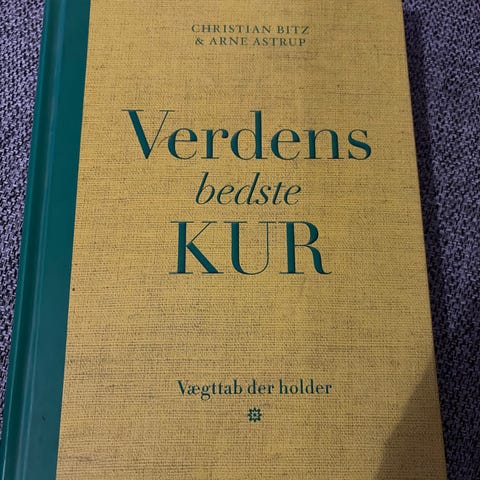 CHRISTIAN BITZ
& ARNE ASTRUP
Verdens
bedste
KUR
Vægttab der holder